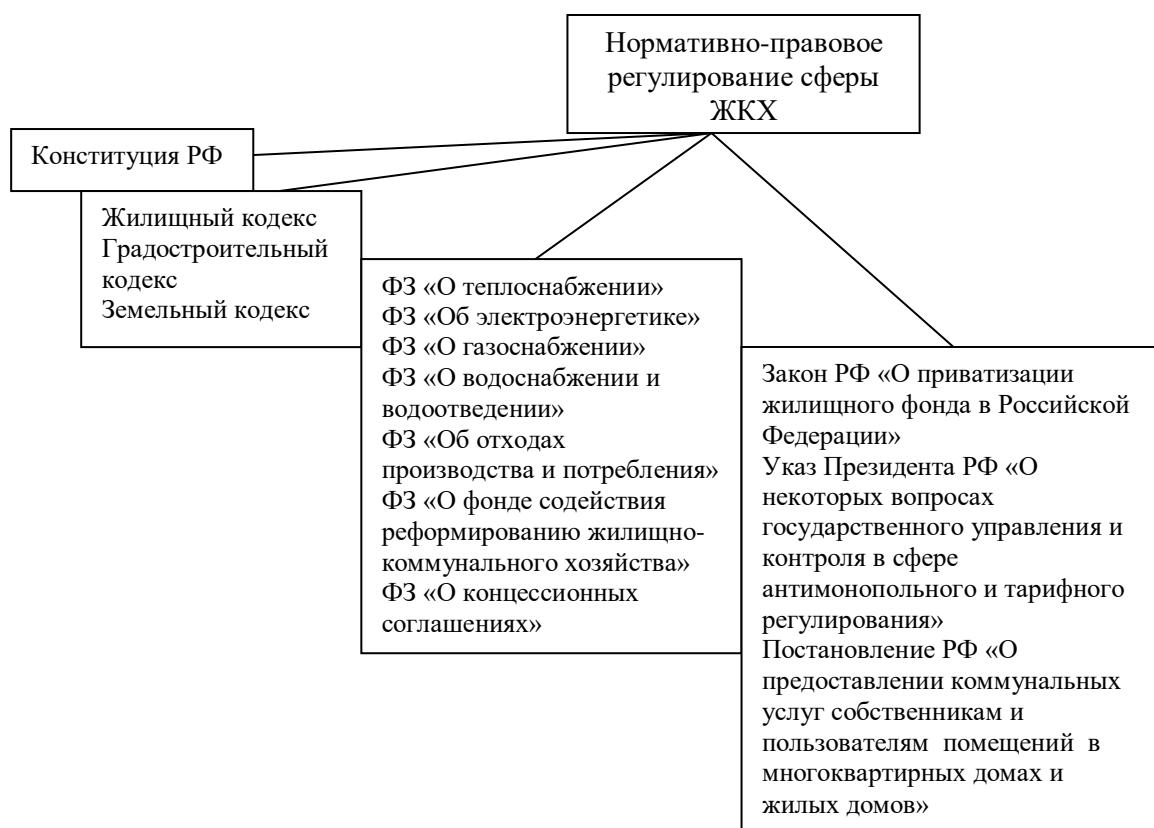 Нормативно-правовое
регулирование сферы
ЖКХ
Конституция РФ
Жилищный кодекс
Градостроительный
кодекс
Земельный кодекс
ФЗ «О теплоснабжении»
ФЗ «Об электроэнергетике»
ФЗ «О газоснабжении»
ФЗ «О водоснабжении и
водоотведении»
ФЗ «Об отходах
производства и потребления»
ФЗ «О фонде содействия
реформированию жилищно-
коммунального хозяйства»
ФЗ «О концессионных
соглашениях»
Закон РФ «О приватизации
жилищного фонда в Российской
Федерации»
Указ Президента РФ «О
некоторых вопросах
государственного управления и
контроля в сфере
антимонопольного и тарифного
регулирования»
Постановление РФ «О
предоставлении коммунальных
услуг собственникам и
пользователям помещений в
многоквартирных домах и
жилых домов»